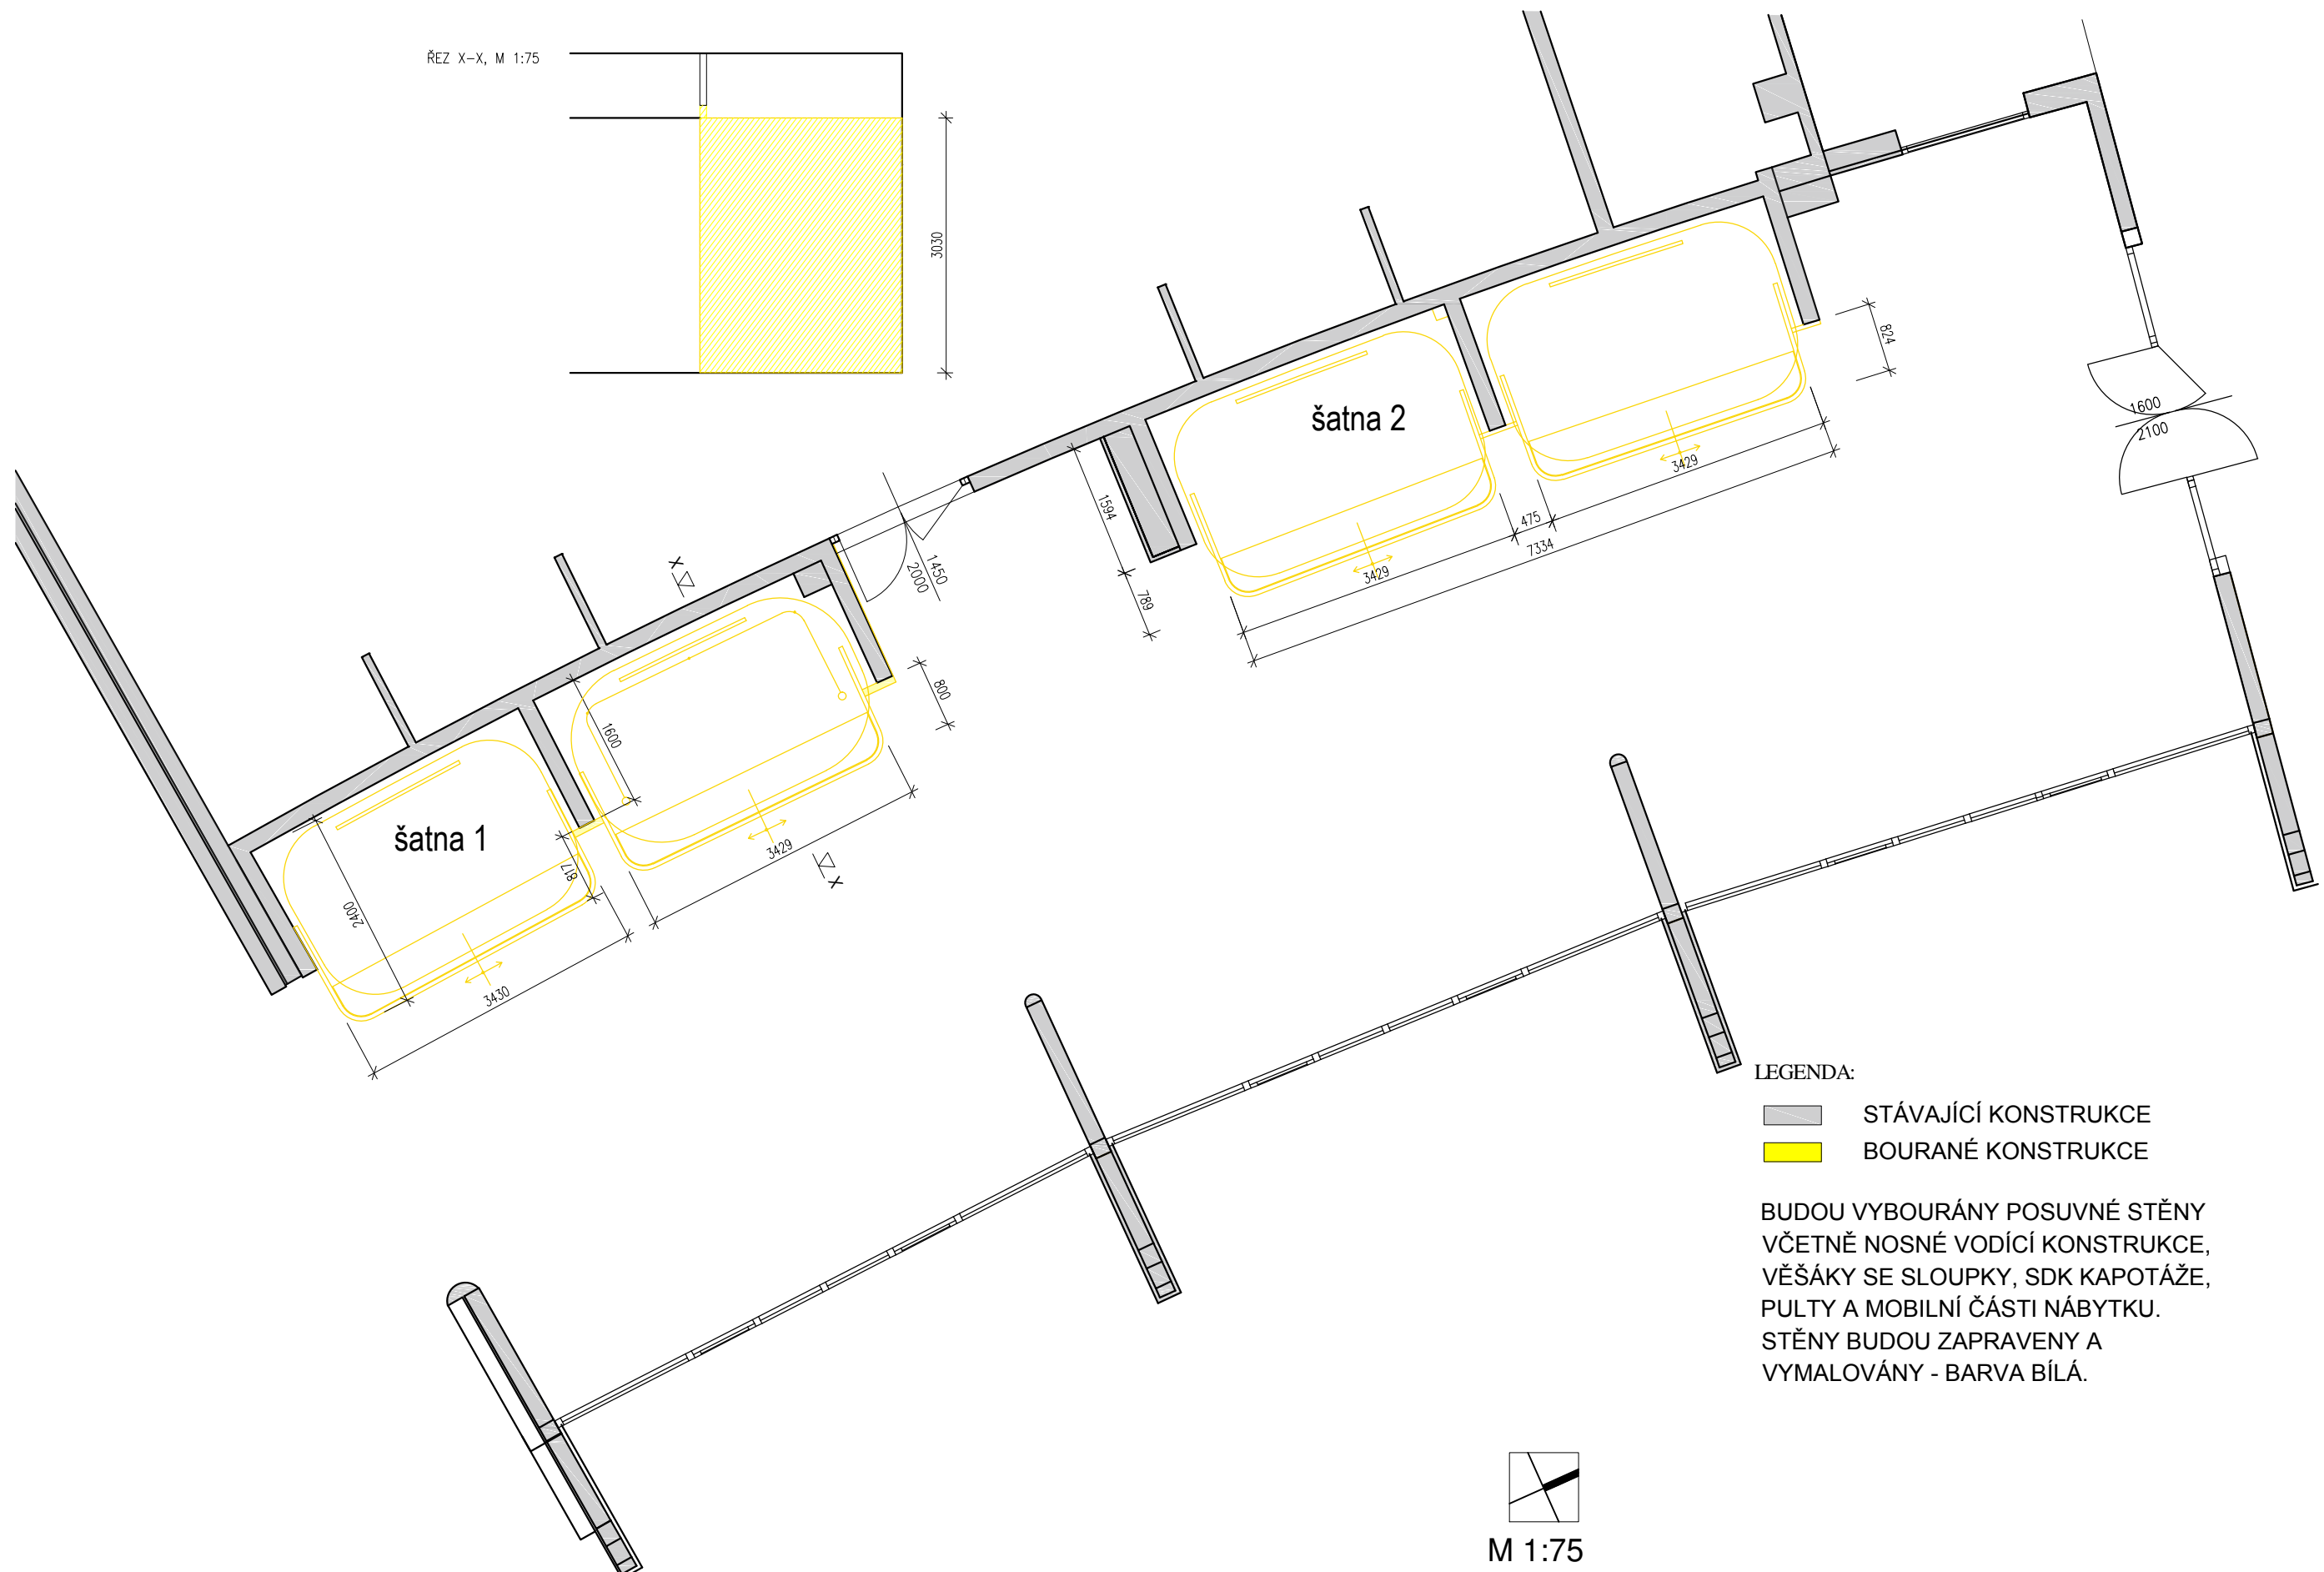 ŘEZ X-X, M 1:75
3030
824
1600
2100
šatna 2
3429
475
7334
3429
1594
789
1450
2000
X
800
1600
šatna 1
817
3429
X
2400
3430
LEGENDA:
STÁVAJÍCÍ KONSTRUKCE
BOURANÉ KONSTRUKCE
BUDOU VYBOURÁNY POSUVNÉ STĚNY
VČETNĚ NOSNÉ VODÍCÍ KONSTRUKCE,
VĚŠÁKY SE SLOUPKY, SDK KAPOTÁŽE,
PULTY A MOBILNÍ ČÁSTI NÁBYTKU.
STĚNY BUDOU ZAPRAVENY A
VYMALOVÁNY - BARVA BÍLÁ.
M 1:75